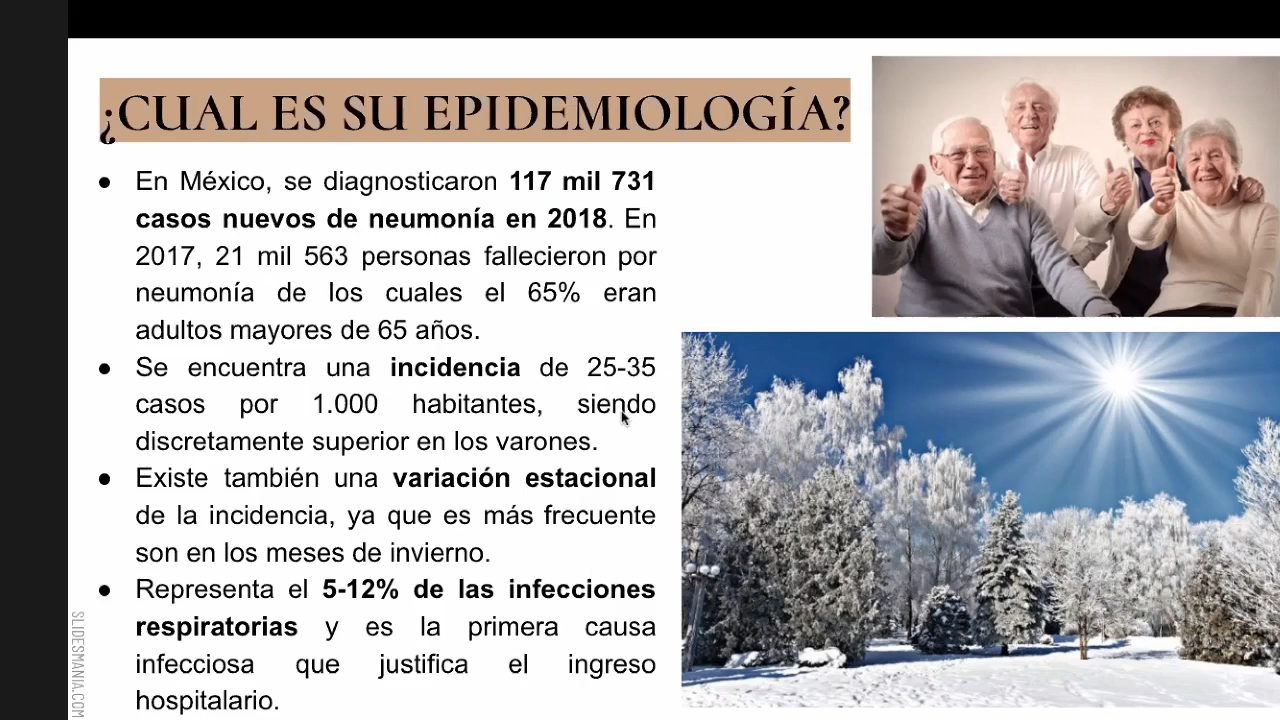 ¿CUAL ES SU EPIDEMIOLOGÍA?
● En México, se diagnosticaron 117 mil 731
casos nuevos de neumonía en 2018. En
2017, 21 mil 563 personas fallecieron por
neumonía de los cuales el 65% eran
adultos mayores de 65 años.
● Se encuentra una incidencia de 25-35
casos por 1.000 habitantes, siendo
discretamente superior en los varones.
● Existe también una variación estacional
de la incidencia, ya que es más frecuente
son en los meses de invierno.
● Representa el 5-12% de las infecciones
respiratorias y es la primera causa
infecciosa que justifica el ingreso
hospitalario.
SLIDESMANIA.COM